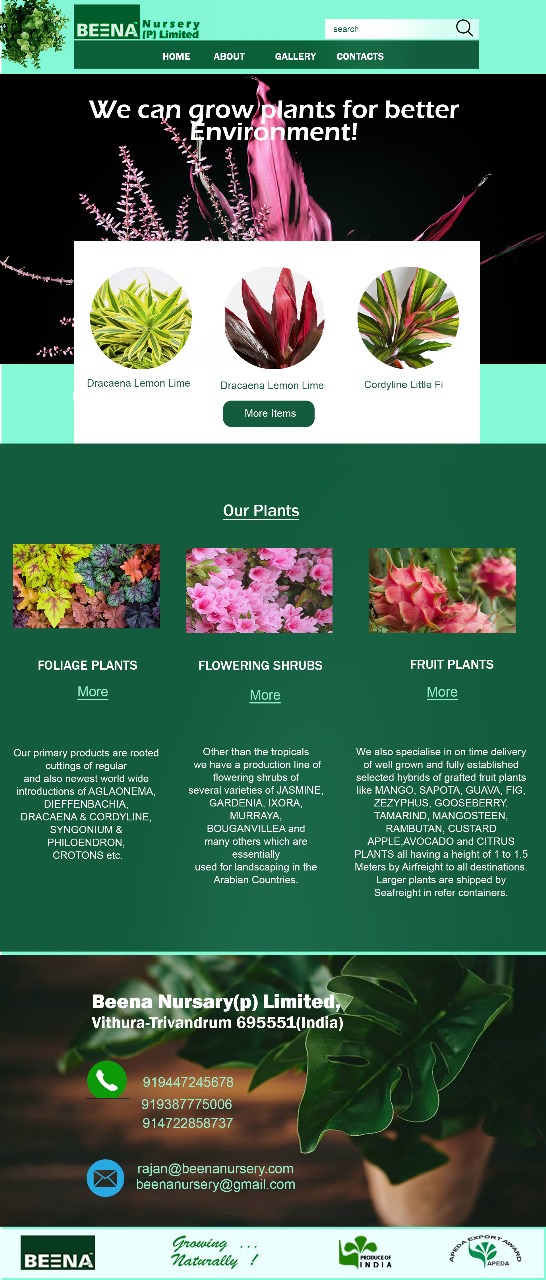 BEENA Nursery
(P) Limited
search
HOME ABOUT GALLERY CONTACTS
We can grow plants for better
Environment!
Dracaena Lemon Lime
Dracaena Lemon Lime
Cordyline Little Fi
More Items
Our Plants
FOLIAGE PLANTS
More
Our primary products are rooted
cuttings of regular
and also newest world wide
introductions of AGLAONEMA,
DIEFFENBACHIA,
DRACAENA & CORDYLINE,
SYNGONIUM &
PHILOENDRON,
CROTONS etc.
FLOWERING SHRUBS
More
Other than the tropicals
we have a production line of
flowering shrubs of
several varieties of JASMINE,
GARDENIA, IXORA,
MURRAYA,
BOUGANVILLEA and
many others which are
essentially
used for landscaping in the
Arabian Countries.
FRUIT PLANTS
More
We also specialise in on time delivery
of well grown and fully established
selected hybrids of grafted fruit plants
like MANGO, SAPOTA, GUAVA, FIG,
ZEZYPHUS, GOOSEBERRY,
TAMARIND, MANGOSTEEN,
RAMBUTAN, CUSTARD
APPLE,AVOCADO and CITRUS
PLANTS all having a height of 1 to 1.5
Meters by Airfreight to all destinations.
Larger plants are shipped by
Seafreight in refer containers.
Beena Nursary(p) Limited,
Vithura-Trivandrum 695551(India)
919447245678
919387775006
914722858737
rajan@beenanursery.com
beenanursery@gmail.com
BEENA
Growing ...
Naturally !
PRODUCE OF
INDIA
APEDA EXPORT AWARD
APEDA